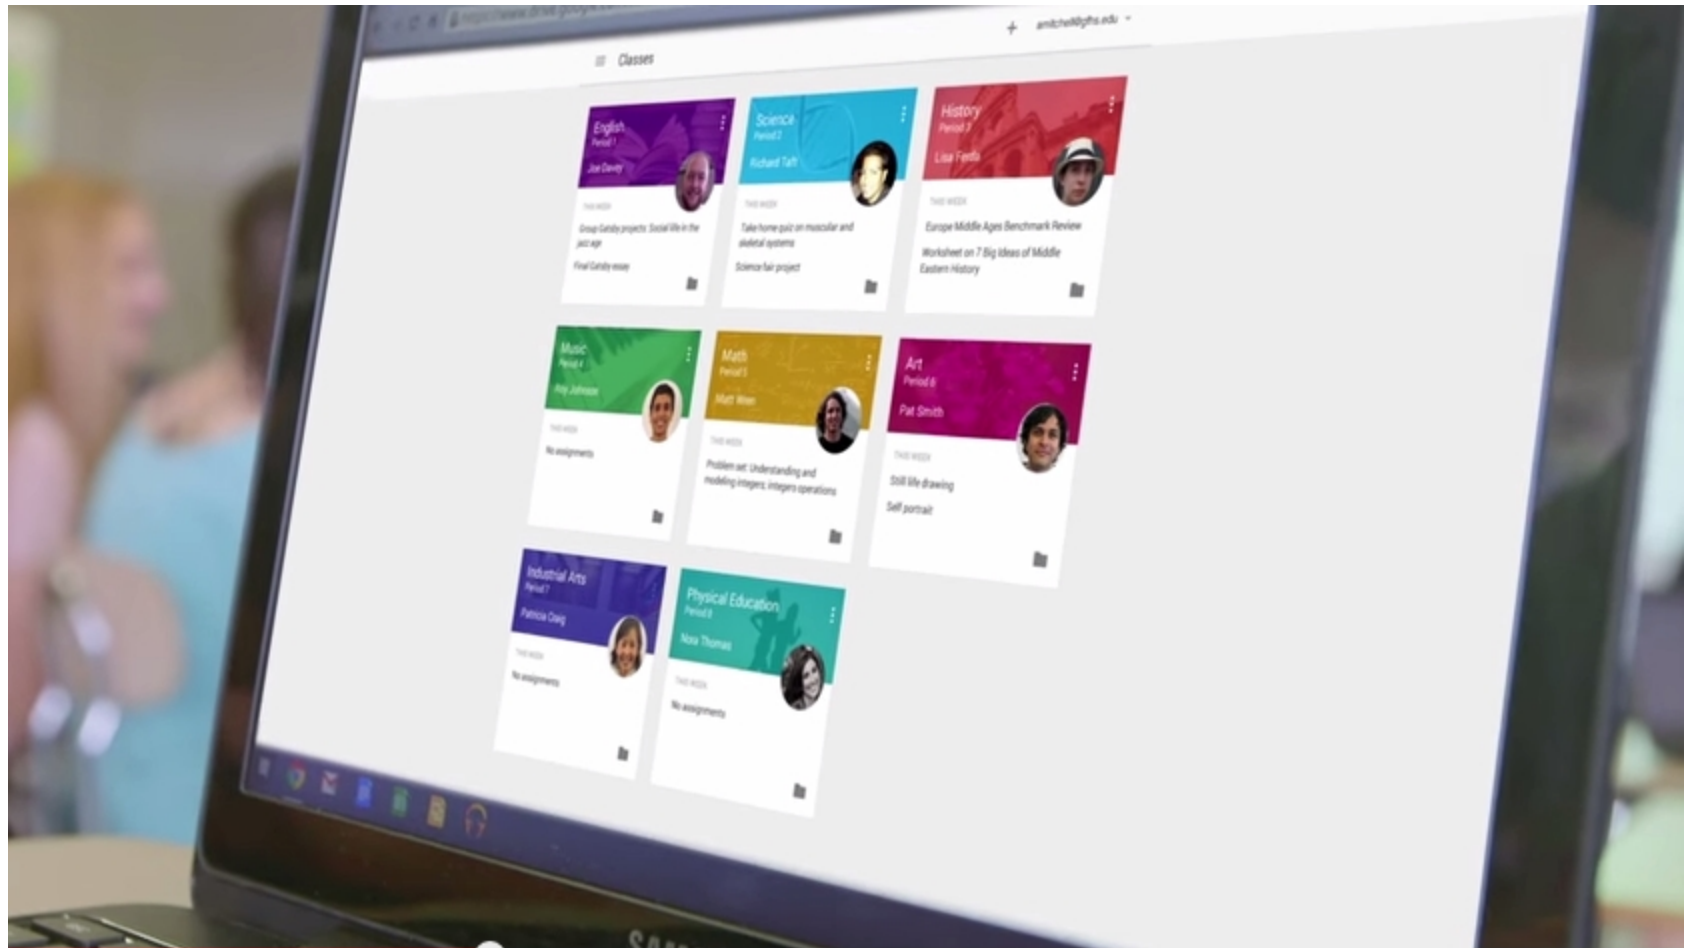 https://www.drive.google.com
Classes
+
amitchell@gfhs.edu
English
Period 1
Joe Davey
THIS WEEK
Group Gatsby projects: Social life in the
jazz age
Final Gatsby essay
Science
Period 2
Richard Taft
THIS WEEK
Take home quiz on muscular and
skeletal systems
Science fair project
History
Period 3
Lisa Ferda
THIS WEEK
Europe Middle Ages Benchmark Review
Worksheet on 7 Big Ideas of Middle
Eastern History
Music
Period 4
Roy Johnson
THIS WEEK
No assignments
Math
Period 5
Matt Wren
THIS WEEK
Problem set: Understanding and
modeling integers, integers operations
Art
Period 6
Pat Smith
THIS WEEK
Still life drawing
Self portrait
Industrial Arts
Period 7
Patricia Craig
THIS WEEK
No assignments
Physical Education
Period 8
Nora Thomas
THIS WEEK
No assignments